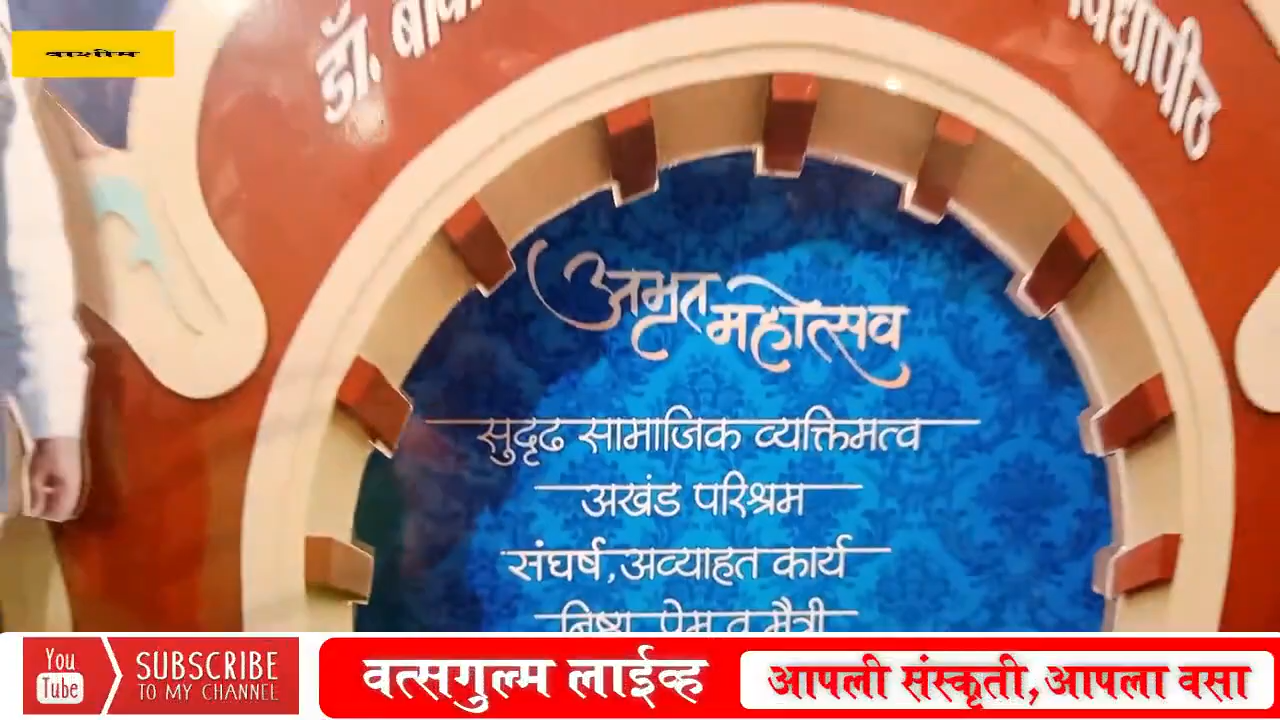 वाशीम
डॉ.
विद्यापीठ
अमृत महोत्सव
सुदृढ सामाजिक व्यक्तिमत्व
अखंड परिश्रम
संघर्ष,अव्याहत कार्य
प्रेम व मैत्री
You
Tube
SUBSCRIBE
TO MY CHANNEL
वत्सगुल्म लाईव्ह
आपली संस्कृती,आपला वसा